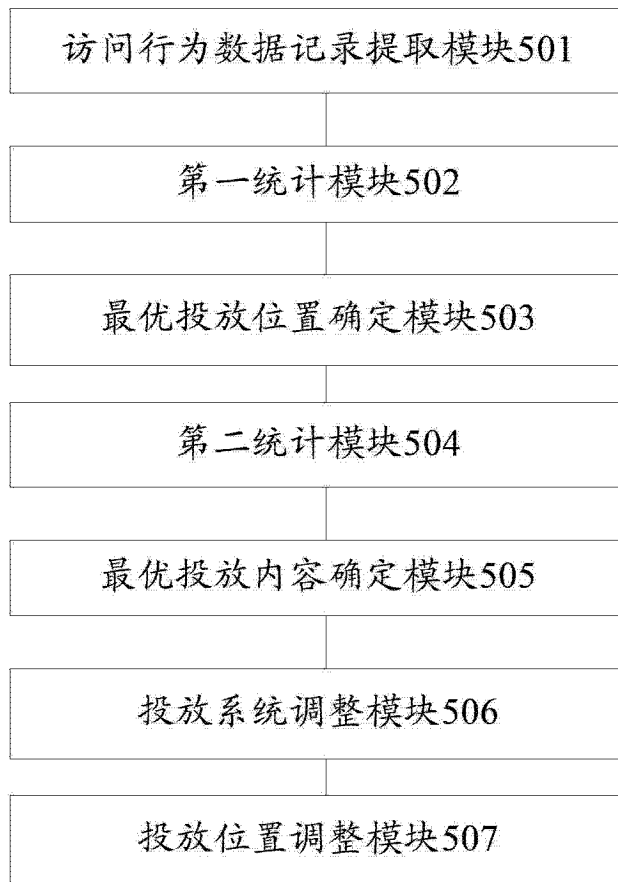 访问行为数据记录提取模块501
第一统计模块502
最优投放位置确定模块503
第二统计模块504
最优投放内容确定模块505
投放系统调整模块506
投放位置调整模块507